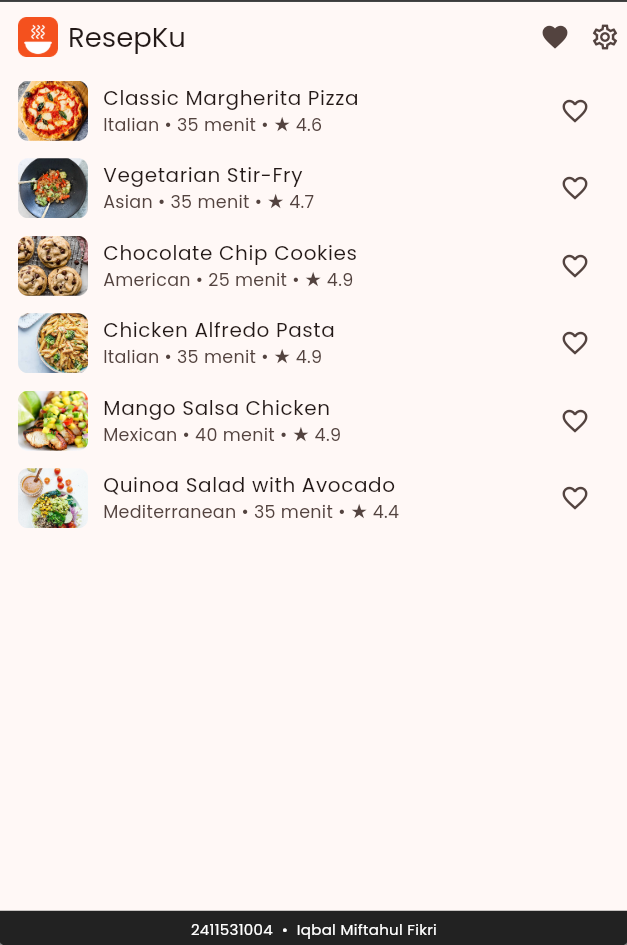 ResepKu
Classic Margherita Pizza
Italian • 35 menit • ★ 4.6
Vegetarian Stir-Fry
Asian • 35 menit • ★ 4.7
Chocolate Chip Cookies
American • 25 menit • ★ 4.9
Chicken Alfredo Pasta
Italian • 35 menit • ★ 4.9
Mango Salsa Chicken
Mexican • 40 menit • ★ 4.9
Quinoa Salad with Avocado
Mediterranean • 35 menit • ★ 4.4
2411531004 • Iqbal Miftahul Fikri